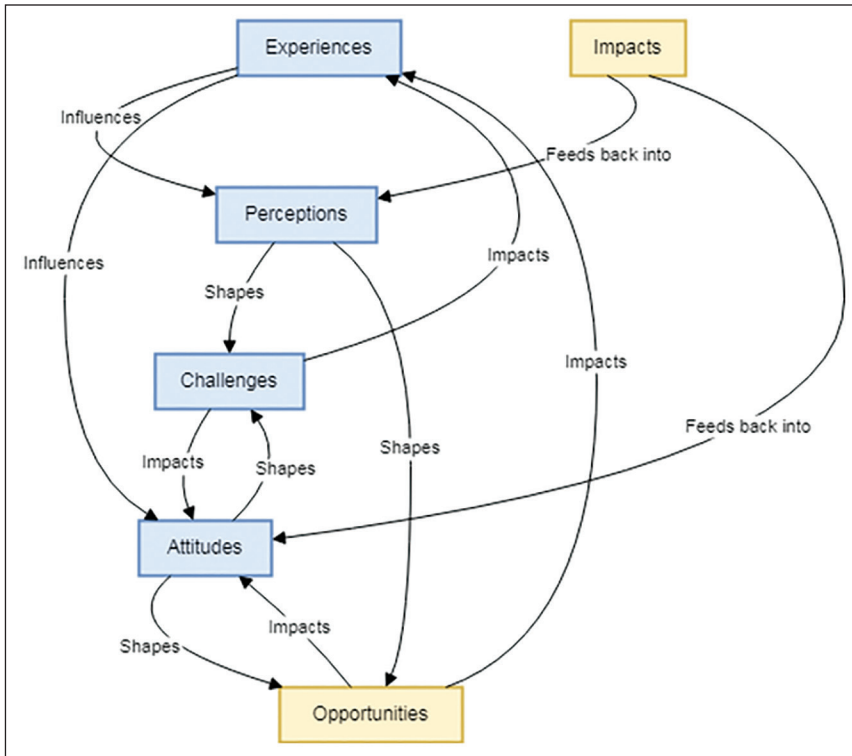 Experiences
Impacts
Influences
Feeds back into
Perceptions
Influences
Impacts
Shapes
Impacts
Challenges
Feeds back into
Shapes
Impacts
Shapes
Attitudes
Impacts
Shapes
Opportunities